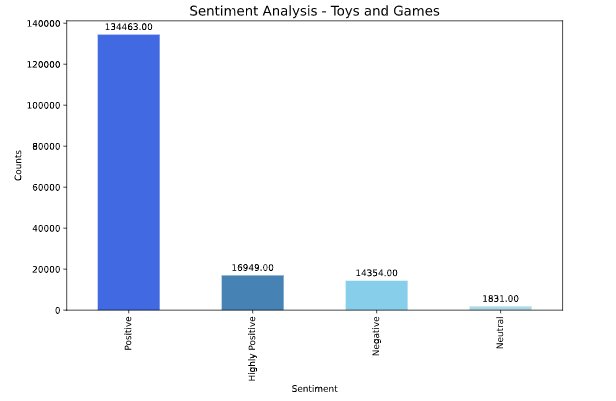 Sentiment Analysis - Toys and Games
134463.00
140000
120000
100000
80000
60000
40000
20000
0
Counts
16949.00
14354.00
1831.00
Positive
Highly Positive
Negative
Neutral
Sentiment